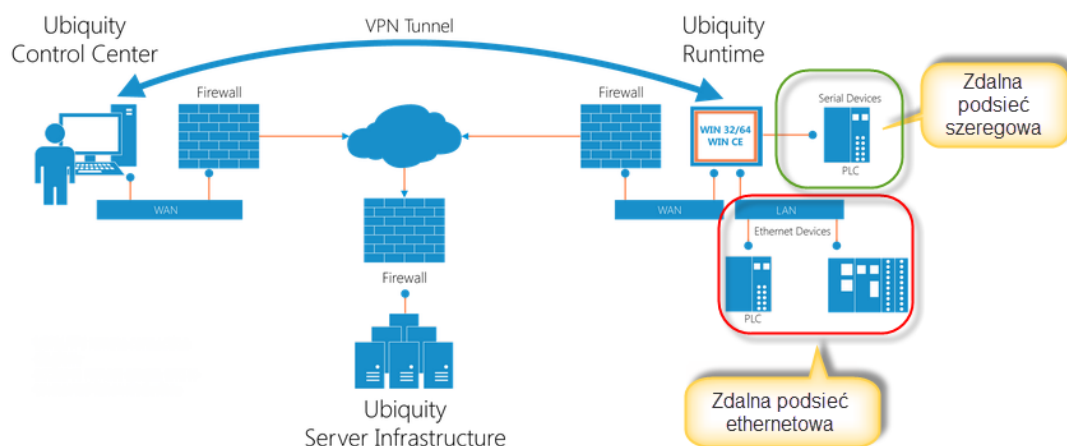 Ubiquity
Control Center
VPN Tunnel
Ubiquity
Runtime
Firewall
Firewall
WIN 32/64
WIN CE
Serial Devices
PLC
Zdalna
podsieć
szeregowa
WAN
WAN
LAN
Ethernet Devices
PLC
Firewall
Ubiquity
Server Infrastructure
Zdalna podsieć
ethernetowa